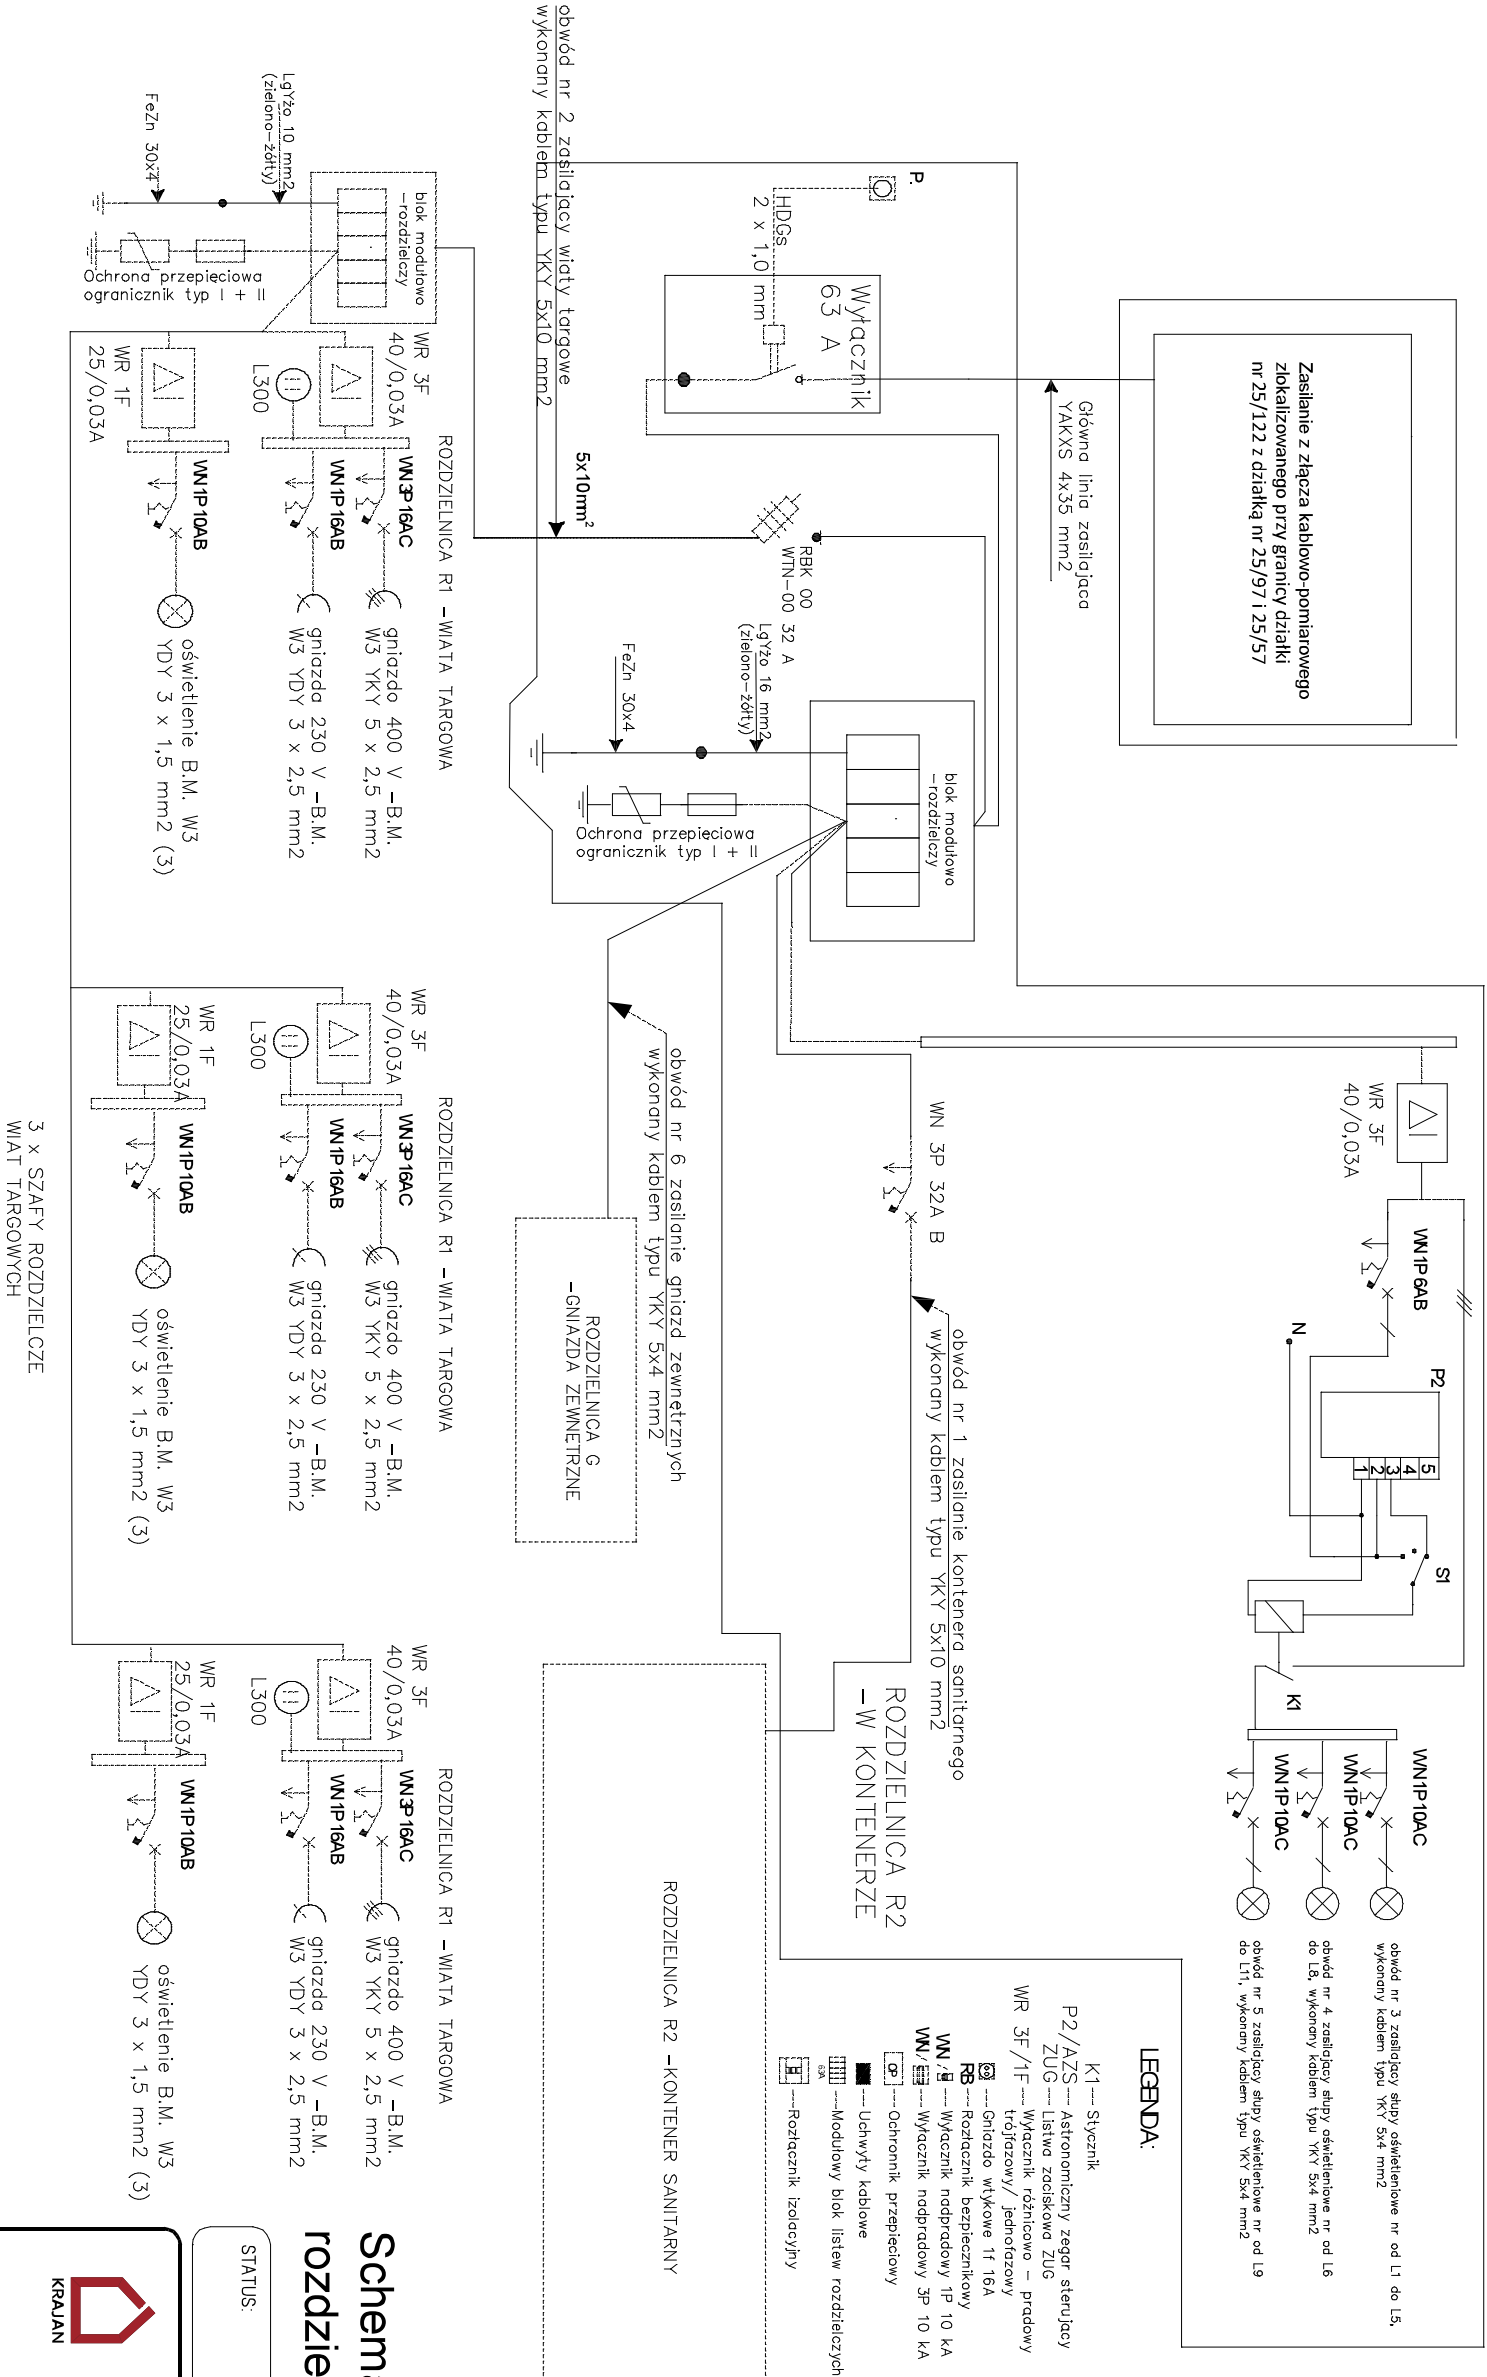 Zasilanie z złącza kablowo-pomiarowego
zlokalizowanego przy granicy działki
nr 25/122 z działką nr 25/97 i 25/57
Główna linia zasilająca
YAKXS 4x35 mm2
P.
HDGs
2 x 1,0 mm
Wyłącznik
63 A
obwód nr 2 zasilający wiaty targowe
wykonany kablem typu YKY 5x10 mm2
5x10mm²
RBK 00
WTN-00 32 A
LgYżo 16 mm2
(zielono-żółty)
FeZn 30x4
blok modułowo
-rozdzielczy
Ochrona przepięciowa
ogranicznik typ I + II
WR 3F
40/0,03A
WN1P6AB
N
P2
1
2
3
4
5
S1
K1
WN1P10AC
WN1P10AC
WN1P10AC
obwód nr 3 zasilający słupy oświetleniowe nr od L1 do L5,
wykonany kablem typu YKY 5x4 mm2
obwód nr 4 zasilający słupy oświetleniowe nr od L6
do L8, wykonany kablem typu YKY 5x4 mm2
obwód nr 5 zasilający słupy oświetleniowe nr od L9
do L11, wykonany kablem typu YKY 5x4 mm2
WN 3P 32A B
obwód nr 1 zasilanie kontenera sanitarnego
wykonany kablem typu YKY 5x10 mm2
ROZDZIELNICA R2
-W KONTENERZE
obwód nr 6 zasilanie gniazd zewnętrznych
wykonany kablem typu YKY 5x4 mm2
ROZDZIELNICA G
-GNIAZDA ZEWNĘTRZNE
ROZDZIELNICA R2 -KONTENER SANITARNY
LEGENDA:
K1---Stycznik
P2/AZS--- Astronomiczny zegar sterujący
ZUG---Listwa zaciskowa ZUG
WR 3F/1F---Wyłącznik różnicowo - prądowy
trójfazowy/ jednofazowy
---Gniazdo wtykowe 1f 16A
RB---Rozłącznik bezpiecznikowy
WN/---Wyłącznik nadprądowy 1P 10 kA
WN/---Wyłącznik nadprądowy 3P 10 kA
OP ---Ochronnik przepięciowy
---Uchwyty kablowe
63A ---Modułowy blok listew rozdzielczych
---Rozłącznik izolacyjny
LgYżo 10 mm2
(zielono-żółty)
FeZn 30x4
blok modułowo
-rozdzielczy
Ochrona przepięciowa
ogranicznik typ I + II
ROZDZIELNICA R1 -WIATA TARGOWA
WR 3F
40/0,03A
L300
WR 1F
25/0,03A
WN3P16AC
WN1P16AB
WN1P10AB
gniazdo 400 V -B.M.
W3 YKY 5 x 2,5 mm2
gniazda 230 V -B.M.
W3 YDY 3 x 2,5 mm2
oświetlenie B.M. W3
YDY 3 x 1,5 mm2 (3)
ROZDZIELNICA R1 -WIATA TARGOWA
WR 3F
40/0,03A
L300
WR 1F
25/0,03A
WN3P16AC
WN1P16AB
WN1P10AB
gniazdo 400 V -B.M.
W3 YKY 5 x 2,5 mm2
gniazda 230 V -B.M.
W3 YDY 3 x 2,5 mm2
oświetlenie B.M. W3
YDY 3 x 1,5 mm2 (3)
ROZDZIELNICA R1 -WIATA TARGOWA
WR 3F
40/0,03A
L300
WR 1F
25/0,03A
WN3P16AC
WN1P16AB
WN1P10AB
gniazdo 400 V -B.M.
W3 YKY 5 x 2,5 mm2
gniazda 230 V -B.M.
W3 YDY 3 x 2,5 mm2
oświetlenie B.M. W3
YDY 3 x 1,5 mm2 (3)
3 x SZAFY ROZDZIELCZE
WIAT TARGOWYCH
STATUS:
KRAJAN